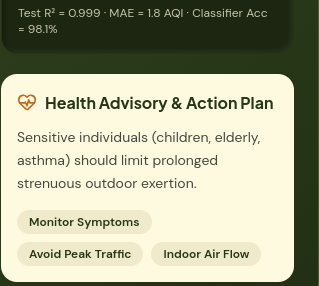 Test R² = 0.999 · MAE = 1.8 AQI · Classifier Acc
= 98.1%
Health Advisory & Action Plan
Sensitive individuals (children, elderly,
asthma) should limit prolonged
strenuous outdoor exertion.
Monitor Symptoms
Avoid Peak Traffic
Indoor Air Flow